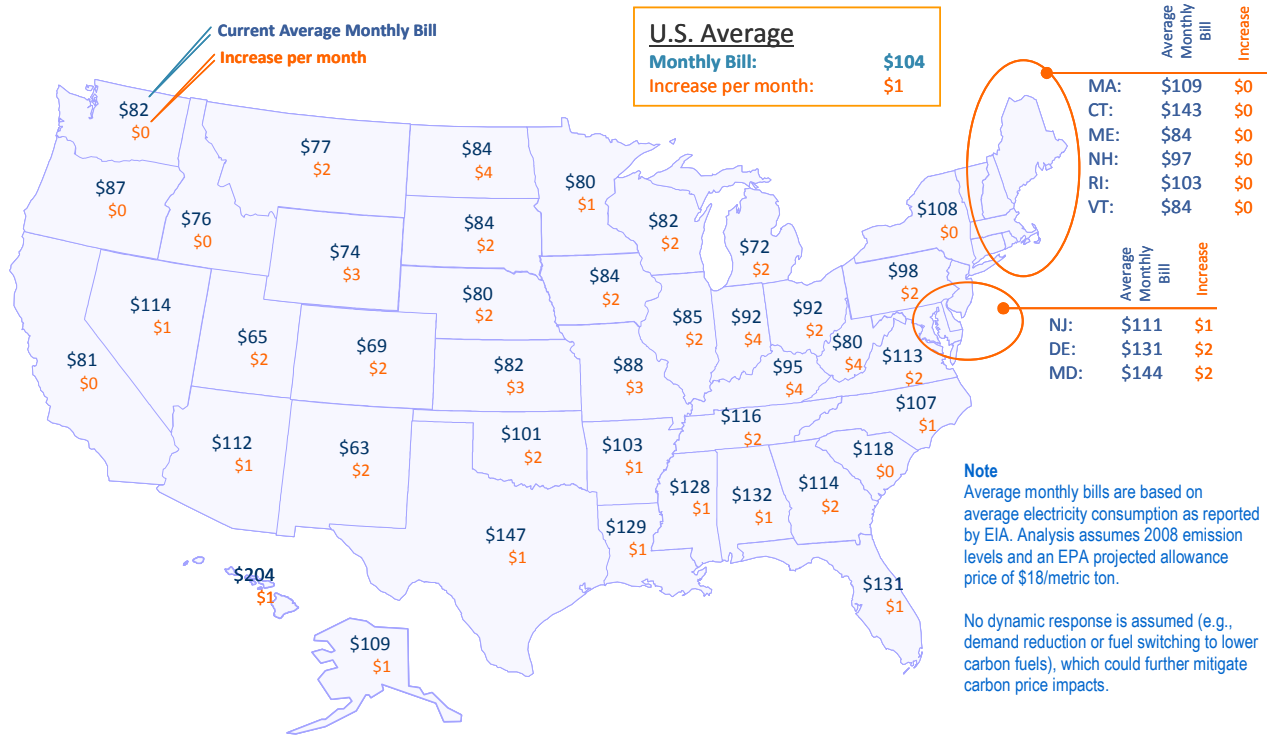 Current Average Monthly Bill
Increase per month
U.S. Average
Monthly Bill: $104
Increase per month: $1
Average Monthly Bill
Increase
MA: $109 $0
CT: $143 $0
ME: $84 $0
NH: $97 $0
RI: $103 $0
VT: $84 $0
Average Monthly Bill
Increase
NJ: $111 $1
DE: $131 $2
MD: $144 $2
$82
$0
$87
$0
$76
$0
$77
$2
$84
$4
$80
$1
$84
$2
$82
$2
$72
$2
$108
$0
$98
$2
$74
$3
$80
$2
$84
$2
$114
$1
$81
$0
$65
$2
$69
$2
$82
$3
$88
$3
$85
$2
$92
$4
$92
$2
$80
$4
$113
$2
$95
$4
$107
$1
$116
$2
$112
$1
$63
$2
$101
$2
$103
$1
$118
$0
$128
$1
$132
$1
$114
$2
$147
$1
$129
$1
$131
$1
$204
$1
$109
$1
Note
Average monthly bills are based on
average electricity consumption as reported
by EIA. Analysis assumes 2008 emission
levels and an EPA projected allowance
price of $18/metric ton.
No dynamic response is assumed (e.g.,
demand reduction or fuel switching to lower
carbon fuels), which could further mitigate
carbon price impacts.